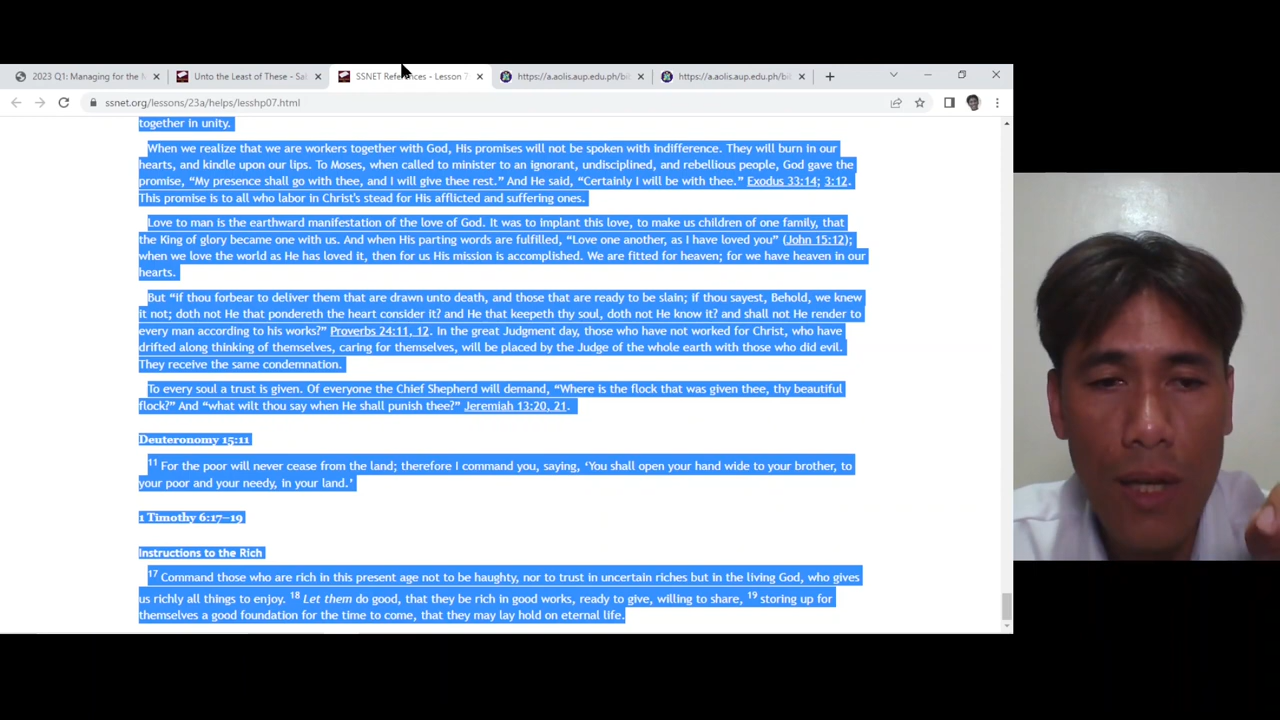 2023 Q1: Managing for the M
Unto the Least of These - Sal
SSNET References - Lesson 7
https://a.aolis.aup.edu.ph/bil
https://a.aolis.aup.edu.ph/bil
ssnet.org/lessons/23a/helps/lesshp07.html
together in unity.
When we realize that we are workers together with God, His promises will not be spoken with indifference. They will burn in our
hearts, and kindle upon our lips. To Moses, when called to minister to an ignorant, undisciplined, and rebellious people, God gave the
promise, “My presence shall go with thee, and I will give thee rest.” And He said, “Certainly I will be with thee.” Exodus 33:14; 3:12.
This promise is to all who labor in Christ's stead for His afflicted and suffering ones.
Love to man is the earthward manifestation of the love of God. It was to implant this love, to make us children of one family, that
the King of glory became one with us. And when His parting words are fulfilled, “Love one another, as I have loved you” (John 15:12);
when we love the world as He has loved it, then for us His mission is accomplished. We are fitted for heaven; for we have heaven in our
hearts.
But “if thou forbear to deliver them that are drawn unto death, and those that are ready to be slain; if thou sayest, Behold, we knew
it not; doth not He that pondereth the heart consider it? and He that keepeth thy soul, doth not He know it? and shall not He render to
every man according to his works?” Proverbs 24:11, 12. In the great Judgment day, those who have not worked for Christ, who have
drifted along thinking of themselves, caring for themselves, will be placed by the Judge of the whole earth with those who did evil.
They receive the same condemnation.
To every soul a trust is given. Of everyone the Chief Shepherd will demand, “Where is the flock that was given thee, thy beautiful
flock?” And “what wilt thou say when He shall punish thee?” Jeremiah 13:20, 21.
Deuteronomy 15:11
11 For the poor will never cease from the land; therefore I command you, saying, ‘You shall open your hand wide to your brother, to
your poor and your needy, in your land.’
1 Timothy 6:17–19
Instructions to the Rich
17 Command those who are rich in this present age not to be haughty, nor to trust in uncertain riches but in the living God, who gives
us richly all things to enjoy. 18 Let them do good, that they be rich in good works, ready to give, willing to share, 19 storing up for
themselves a good foundation for the time to come, that they may lay hold on eternal life.